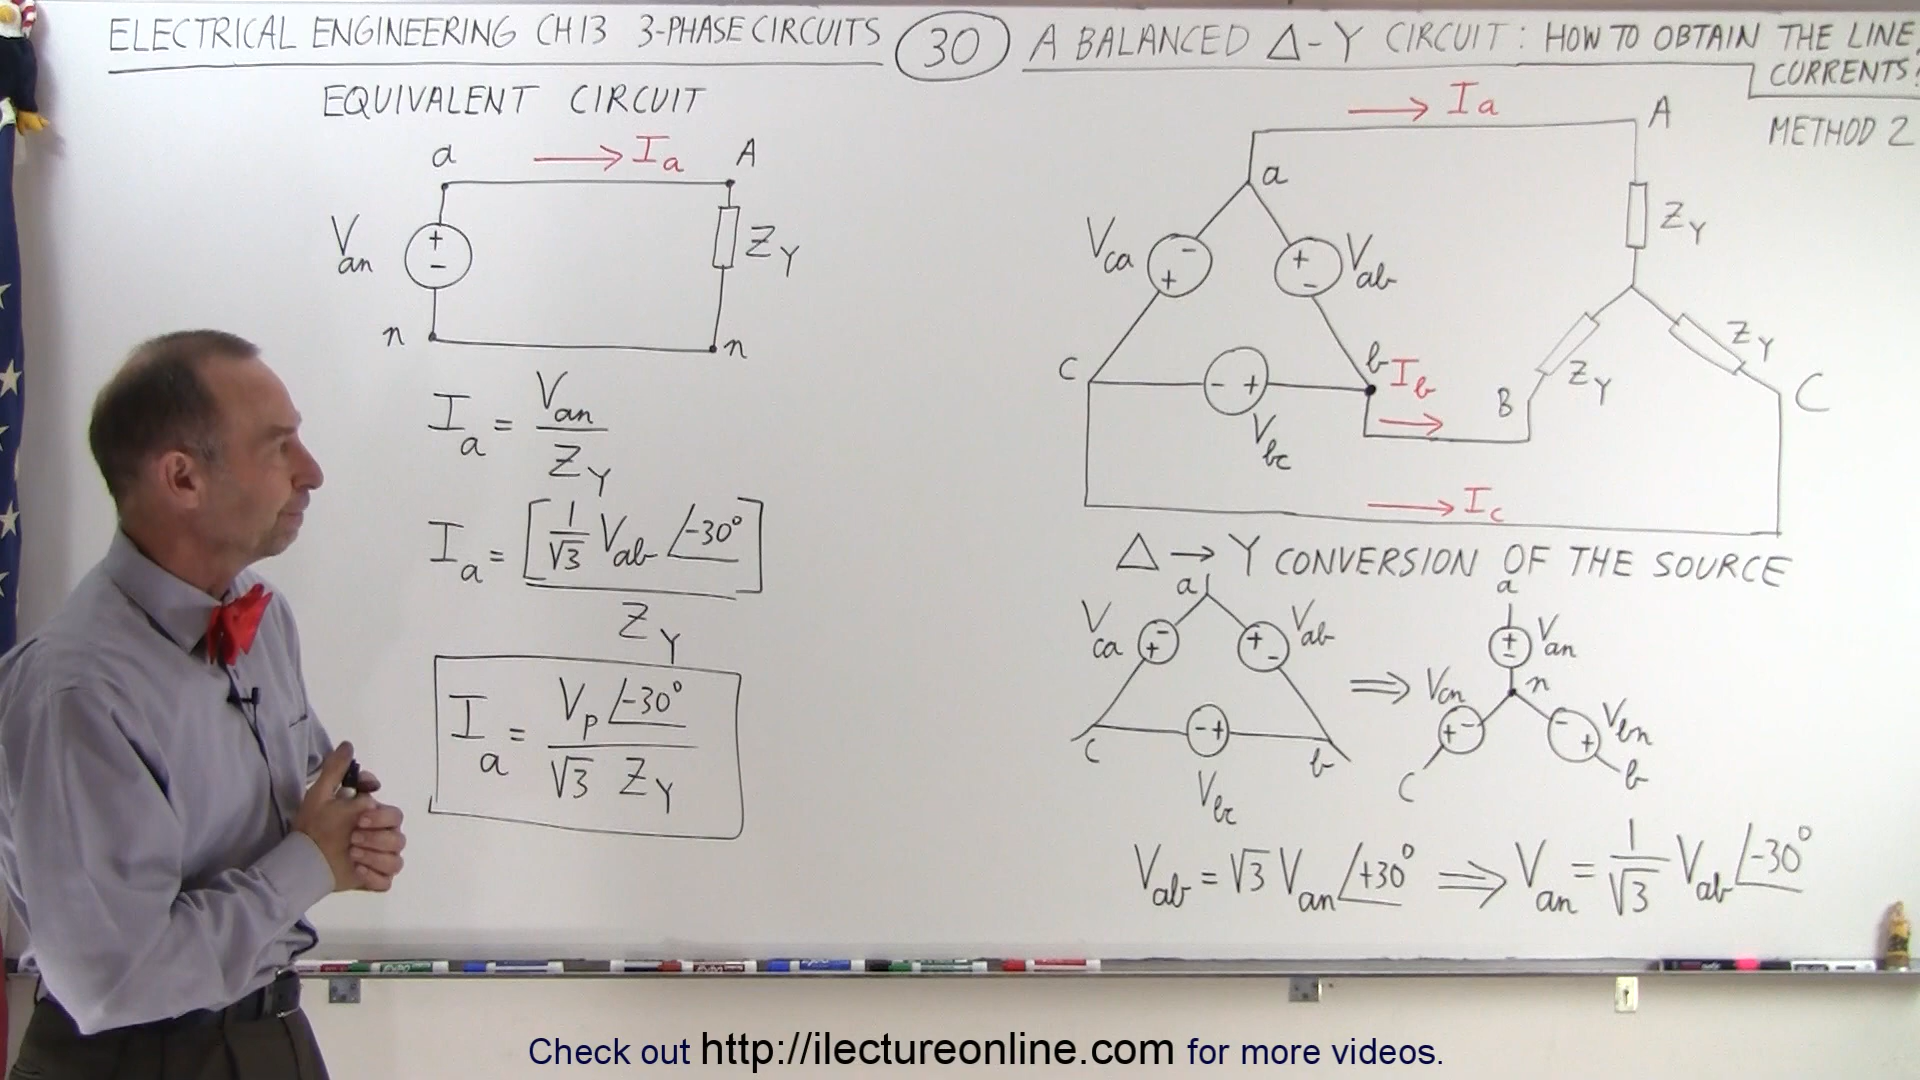 ELECTRICAL ENGINEERING CH 13 3-PHASE CIRCUITS 30 A BALANCED Δ-Y CIRCUIT: HOW TO OBTAIN THE LINE
CURRENTS?
METHOD 2
EQUIVALENT CIRCUIT
a → Ia A
Van + - ZY
n n
Ia = Van / ZY
Ia = [1/√3 Vab ∠-30°] / ZY
Ia = Vp ∠-30° / √3 ZY
→ Ia A
a
ZY
Vca - + + - Vab
C - + b Ib →
Vbc
B ZY ZY C
→ Ic
Δ → Y CONVERSION OF THE SOURCE
a a
Vca - + + - Vab ⇒ + - Van
n
Vcn + - - + Vbn
C - + b C b
Vbc
Vab = √3 Van ∠+30° ⇒ Van = 1/√3 Vab ∠-30°
Check out http://ilectureonline.com for more videos.